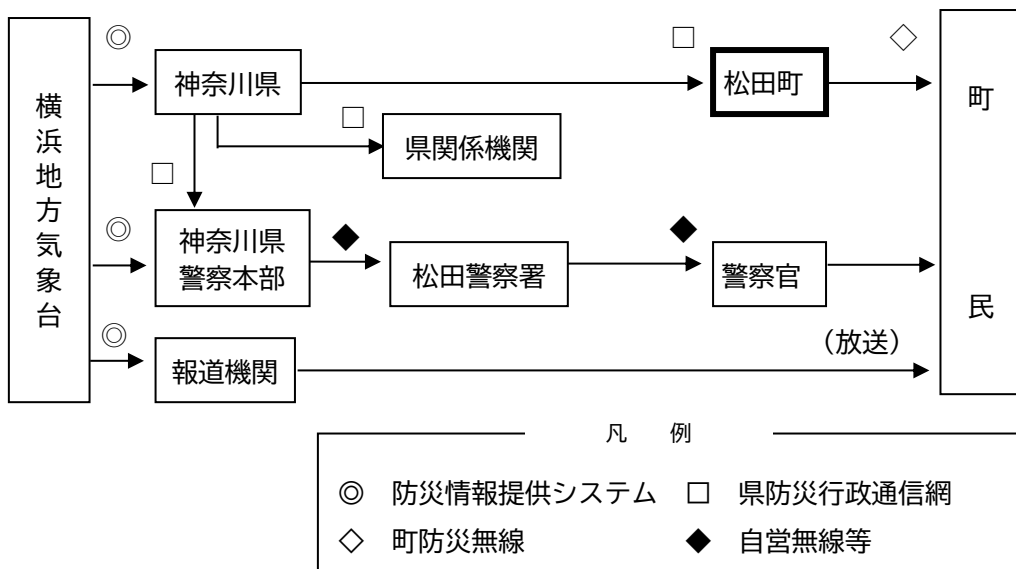 横浜地方気象台
◎
神奈川県
□
松田町
◇
町民
□
県関係機関
□
◎
神奈川県
警察本部
◆
松田警察署
◆
警察官
◎
報道機関
（放送）
凡　例
◎　防災情報提供システム　□　県防災行政通信網
◇　町防災無線　◆　自営無線等